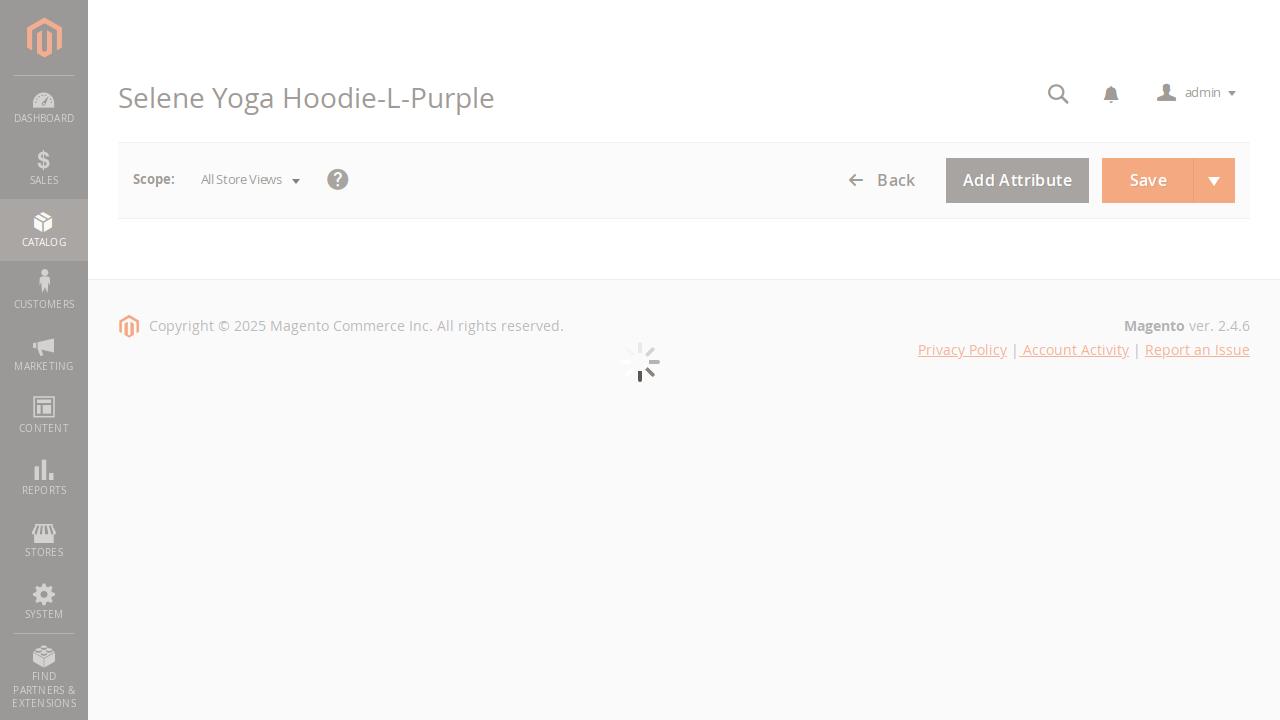 Selene Yoga Hoodie-L-Purple
admin
Scope: All Store Views ?
Back
Add Attribute
Save
DASHBOARD
SALES
CATALOG
CUSTOMERS
MARKETING
CONTENT
REPORTS
STORES
SYSTEM
FIND
PARTNERS &
EXTENSIONS
Copyright © 2025 Magento Commerce Inc. All rights reserved.
Magento ver. 2.4.6
Privacy Policy | Account Activity | Report an Issue